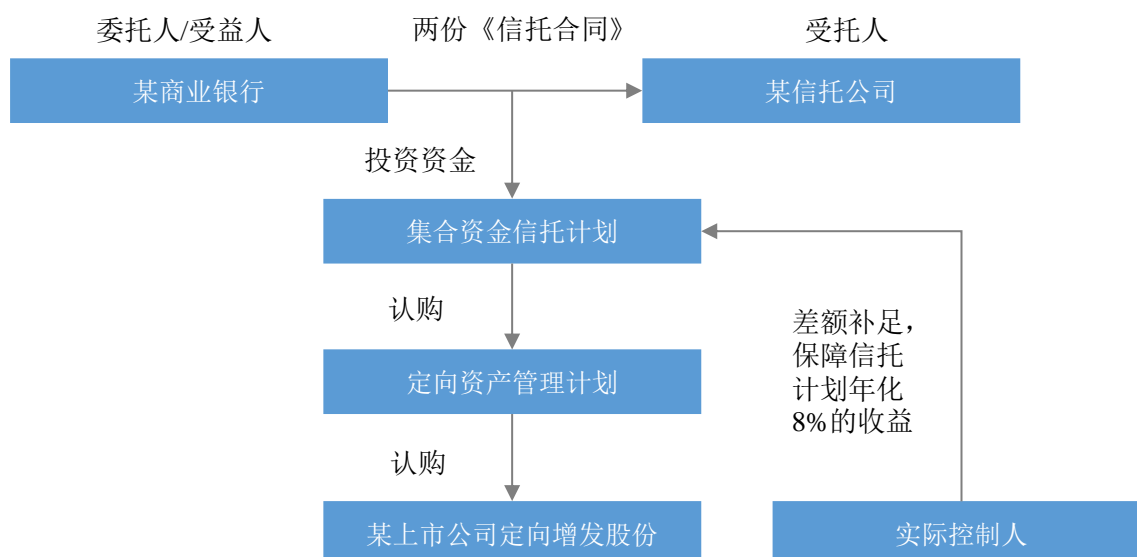 委托人/受益人
两份《信托合同》
受托人
某商业银行
某信托公司
投资资金
集合资金信托计划
认购
差额补足，
保障信托
计划年化
8%的收益
定向资产管理计划
认购
某上市公司定向增发股份
实际控制人